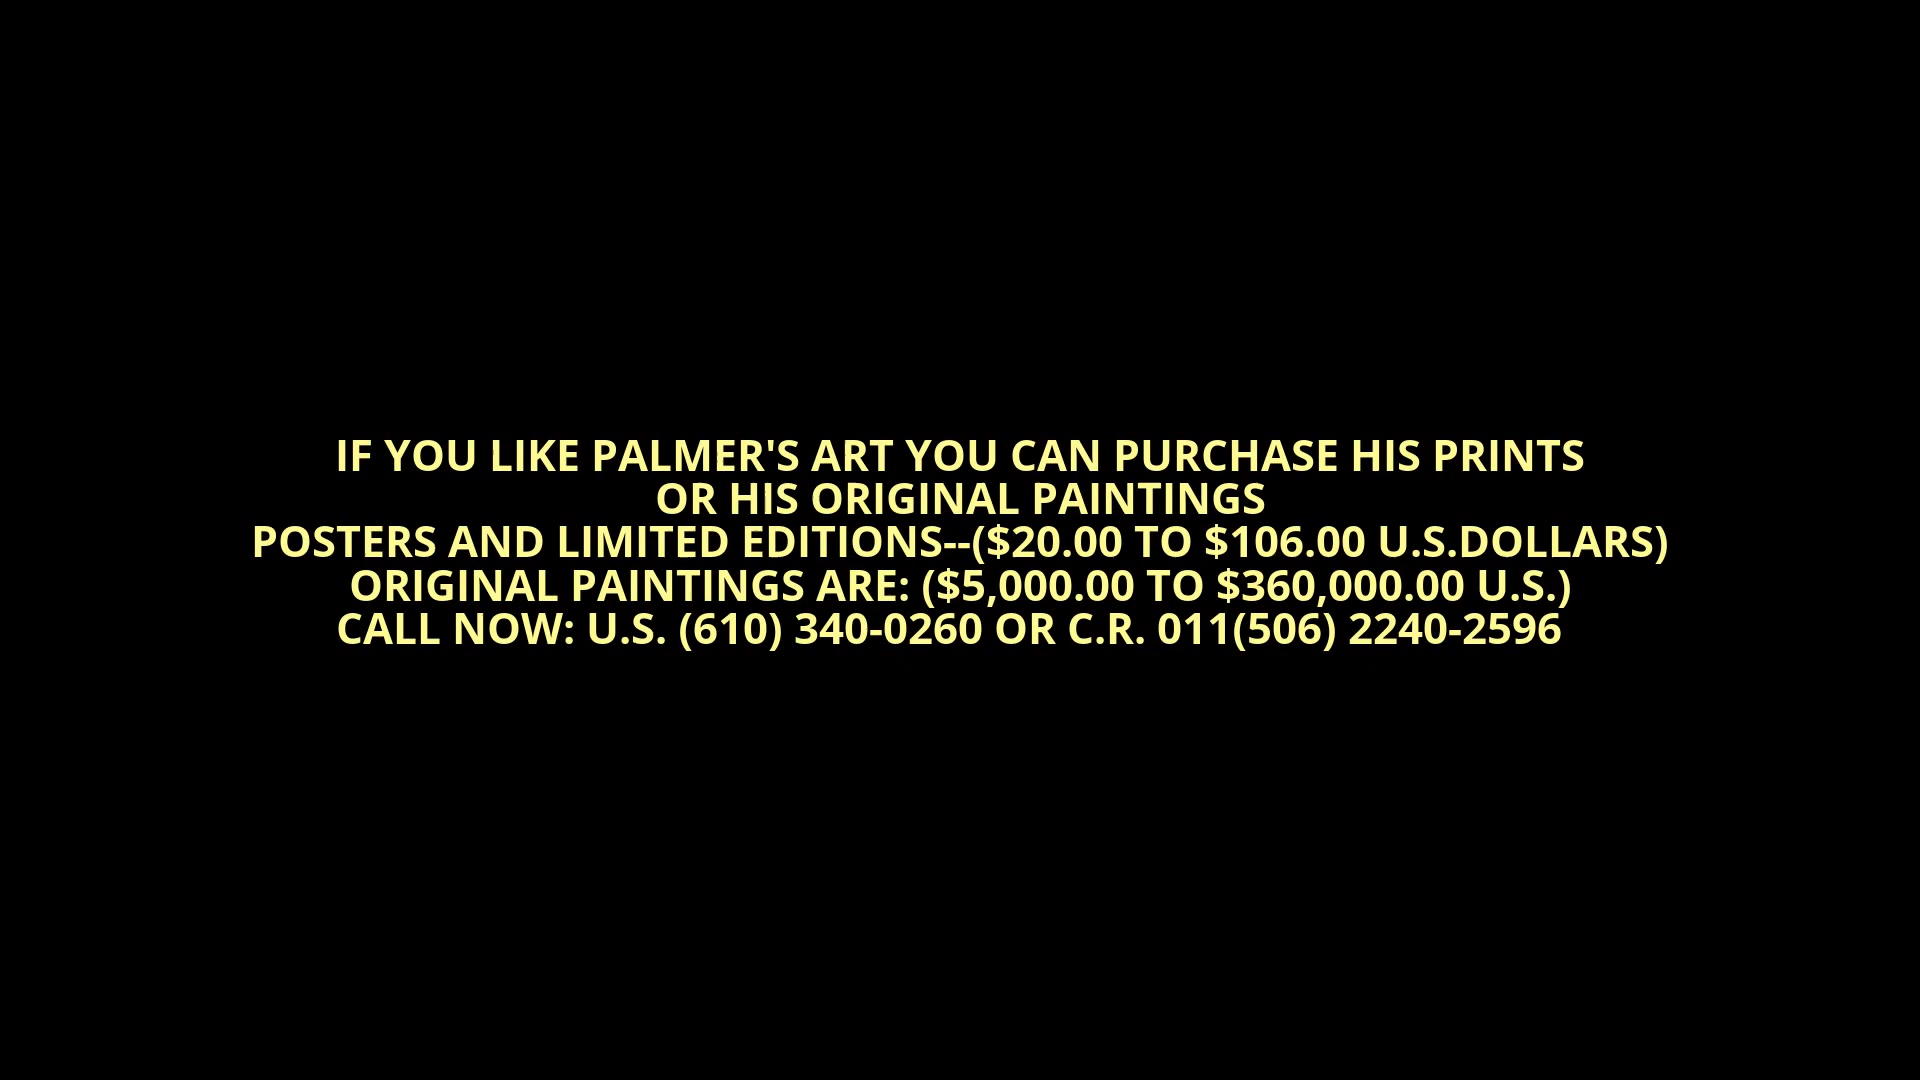 IF YOU LIKE PALMER'S ART YOU CAN PURCHASE HIS PRINTS
OR HIS ORIGINAL PAINTINGS
POSTERS AND LIMITED EDITIONS--($20.00 TO $106.00 U.S.DOLLARS)
ORIGINAL PAINTINGS ARE: ($5,000.00 TO $360,000.00 U.S.)
CALL NOW: U.S. (610) 340-0260 OR C.R. 011(506) 2240-2596